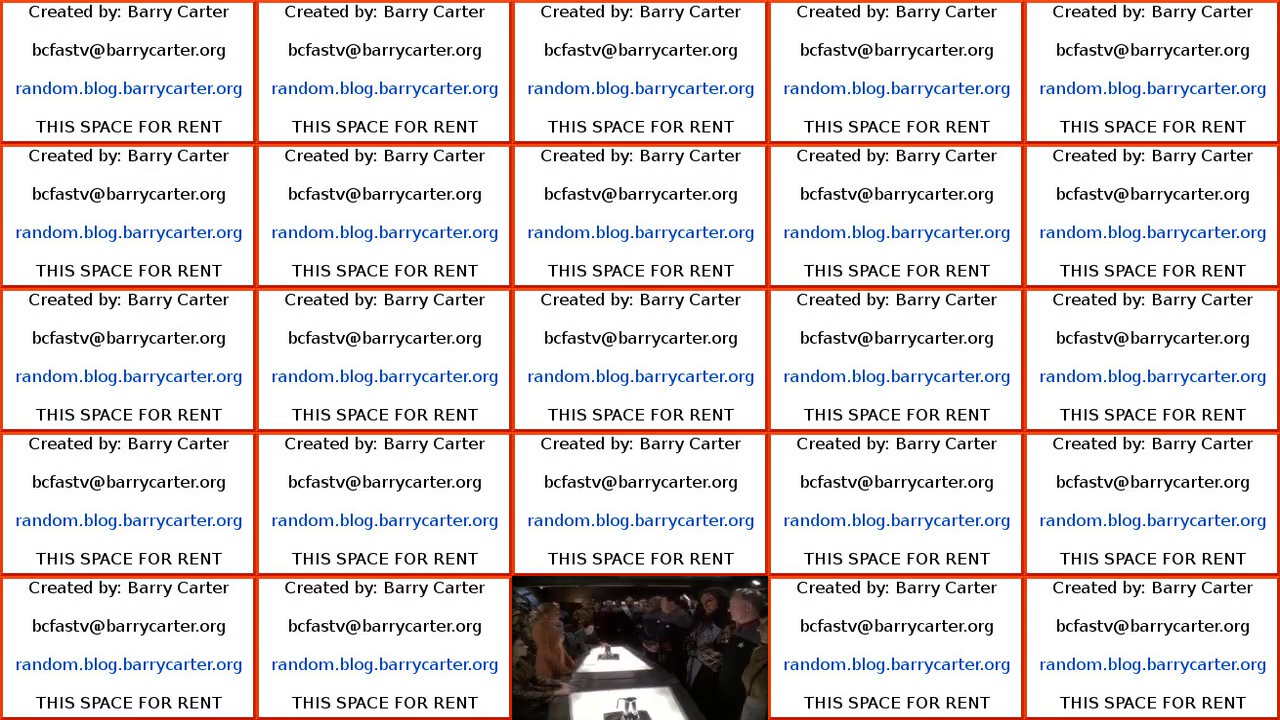 Created by: Barry Carter
bcfastv@barrycarter.org
random.blog.barrycarter.org
THIS SPACE FOR RENT
Created by: Barry Carter
bcfastv@barrycarter.org
random.blog.barrycarter.org
THIS SPACE FOR RENT
Created by: Barry Carter
bcfastv@barrycarter.org
random.blog.barrycarter.org
THIS SPACE FOR RENT
Created by: Barry Carter
bcfastv@barrycarter.org
random.blog.barrycarter.org
THIS SPACE FOR RENT
Created by: Barry Carter
bcfastv@barrycarter.org
random.blog.barrycarter.org
THIS SPACE FOR RENT
Created by: Barry Carter
bcfastv@barrycarter.org
random.blog.barrycarter.org
THIS SPACE FOR RENT
Created by: Barry Carter
bcfastv@barrycarter.org
random.blog.barrycarter.org
THIS SPACE FOR RENT
Created by: Barry Carter
bcfastv@barrycarter.org
random.blog.barrycarter.org
THIS SPACE FOR RENT
Created by: Barry Carter
bcfastv@barrycarter.org
random.blog.barrycarter.org
THIS SPACE FOR RENT
Created by: Barry Carter
bcfastv@barrycarter.org
random.blog.barrycarter.org
THIS SPACE FOR RENT
Created by: Barry Carter
bcfastv@barrycarter.org
random.blog.barrycarter.org
THIS SPACE FOR RENT
Created by: Barry Carter
bcfastv@barrycarter.org
random.blog.barrycarter.org
THIS SPACE FOR RENT
Created by: Barry Carter
bcfastv@barrycarter.org
random.blog.barrycarter.org
THIS SPACE FOR RENT
Created by: Barry Carter
bcfastv@barrycarter.org
random.blog.barrycarter.org
THIS SPACE FOR RENT
Created by: Barry Carter
bcfastv@barrycarter.org
random.blog.barrycarter.org
THIS SPACE FOR RENT
Created by: Barry Carter
bcfastv@barrycarter.org
random.blog.barrycarter.org
THIS SPACE FOR RENT
Created by: Barry Carter
bcfastv@barrycarter.org
random.blog.barrycarter.org
THIS SPACE FOR RENT
Created by: Barry Carter
bcfastv@barrycarter.org
random.blog.barrycarter.org
THIS SPACE FOR RENT
Created by: Barry Carter
bcfastv@barrycarter.org
random.blog.barrycarter.org
THIS SPACE FOR RENT
Created by: Barry Carter
bcfastv@barrycarter.org
random.blog.barrycarter.org
THIS SPACE FOR RENT
Created by: Barry Carter
bcfastv@barrycarter.org
random.blog.barrycarter.org
THIS SPACE FOR RENT
Created by: Barry Carter
bcfastv@barrycarter.org
random.blog.barrycarter.org
THIS SPACE FOR RENT
Created by: Barry Carter
bcfastv@barrycarter.org
random.blog.barrycarter.org
THIS SPACE FOR RENT
Created by: Barry Carter
bcfastv@barrycarter.org
random.blog.barrycarter.org
THIS SPACE FOR RENT